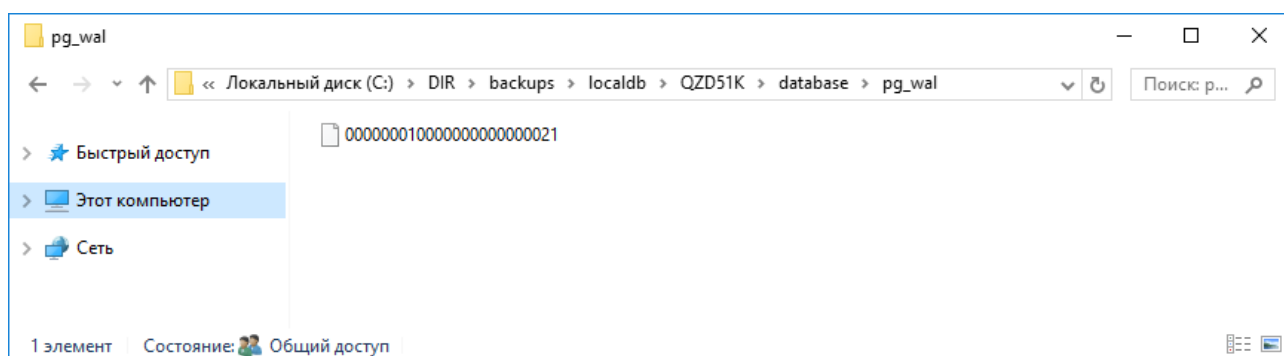 pg_wal
« Локальный диск (C:) › DIR › backups › localdb › QZD51K › database › pg_wal
Поиск: p...
000000010000000000000021
Быстрый доступ
Этот компьютер
Сеть
1 элемент
Состояние: Общий доступ